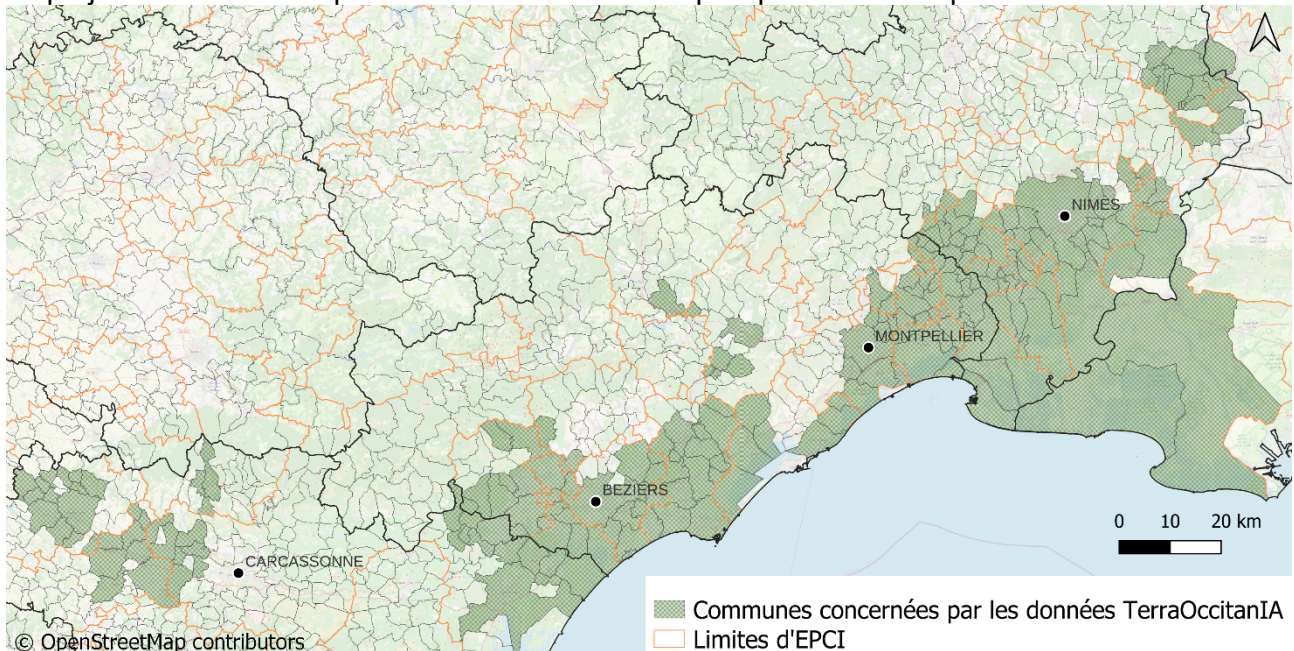 NIMES
MONTPELLIER
BEZIERS
CARCASSONNE
0 10 20 km
Communes concernées par les données TerraOccitanIA
Limites d'EPCI
© OpenStreetMap contributors